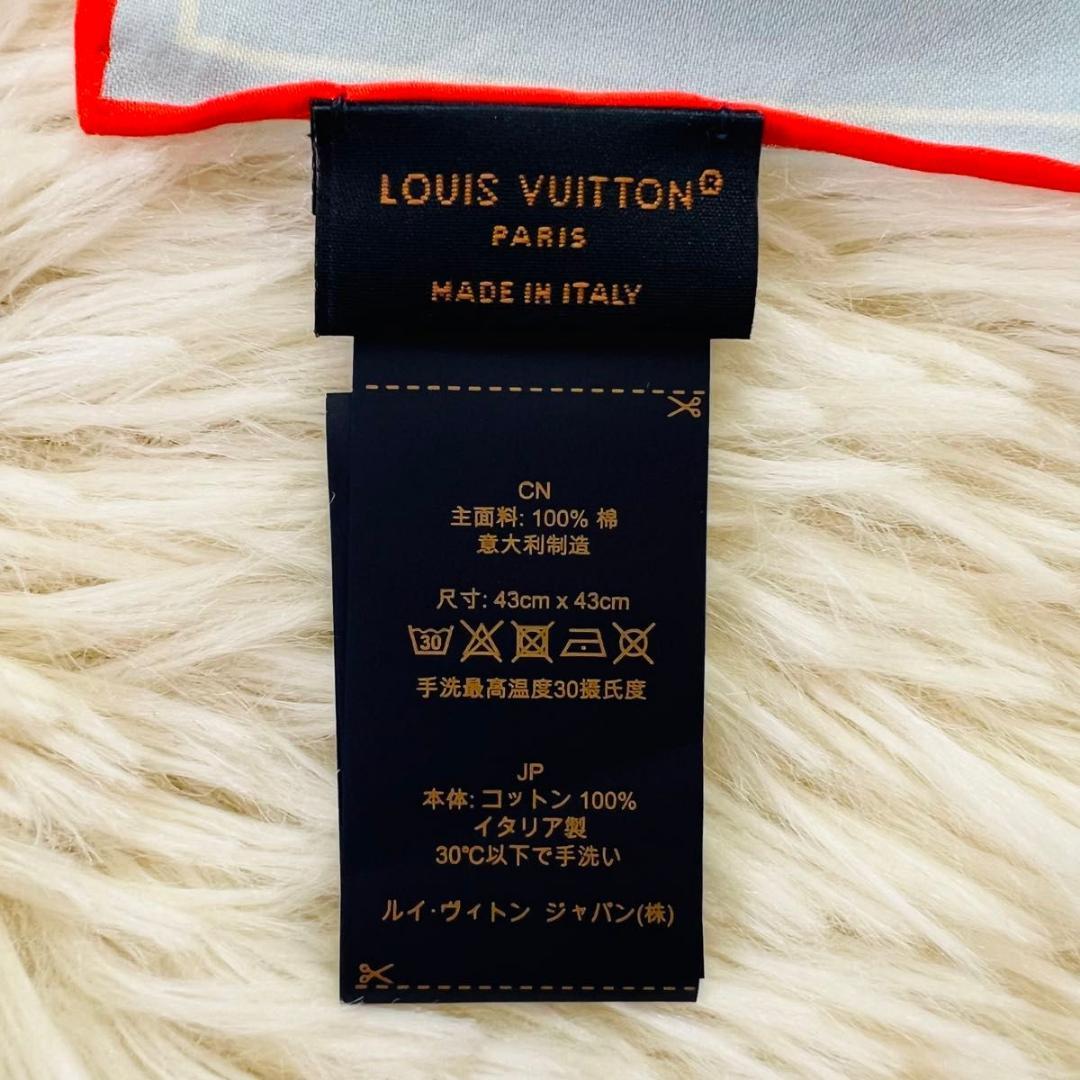 LOUIS VUITTON®
PARIS
MADE IN ITALY
CN
主面料: 100% 棉
意大利制造
尺寸: 43cm x 43cm
30
手洗最高温度30摄氏度
JP
本体: コットン 100%
イタリア製
30℃以下で手洗い
ルイ・ヴィトン ジャパン(株)